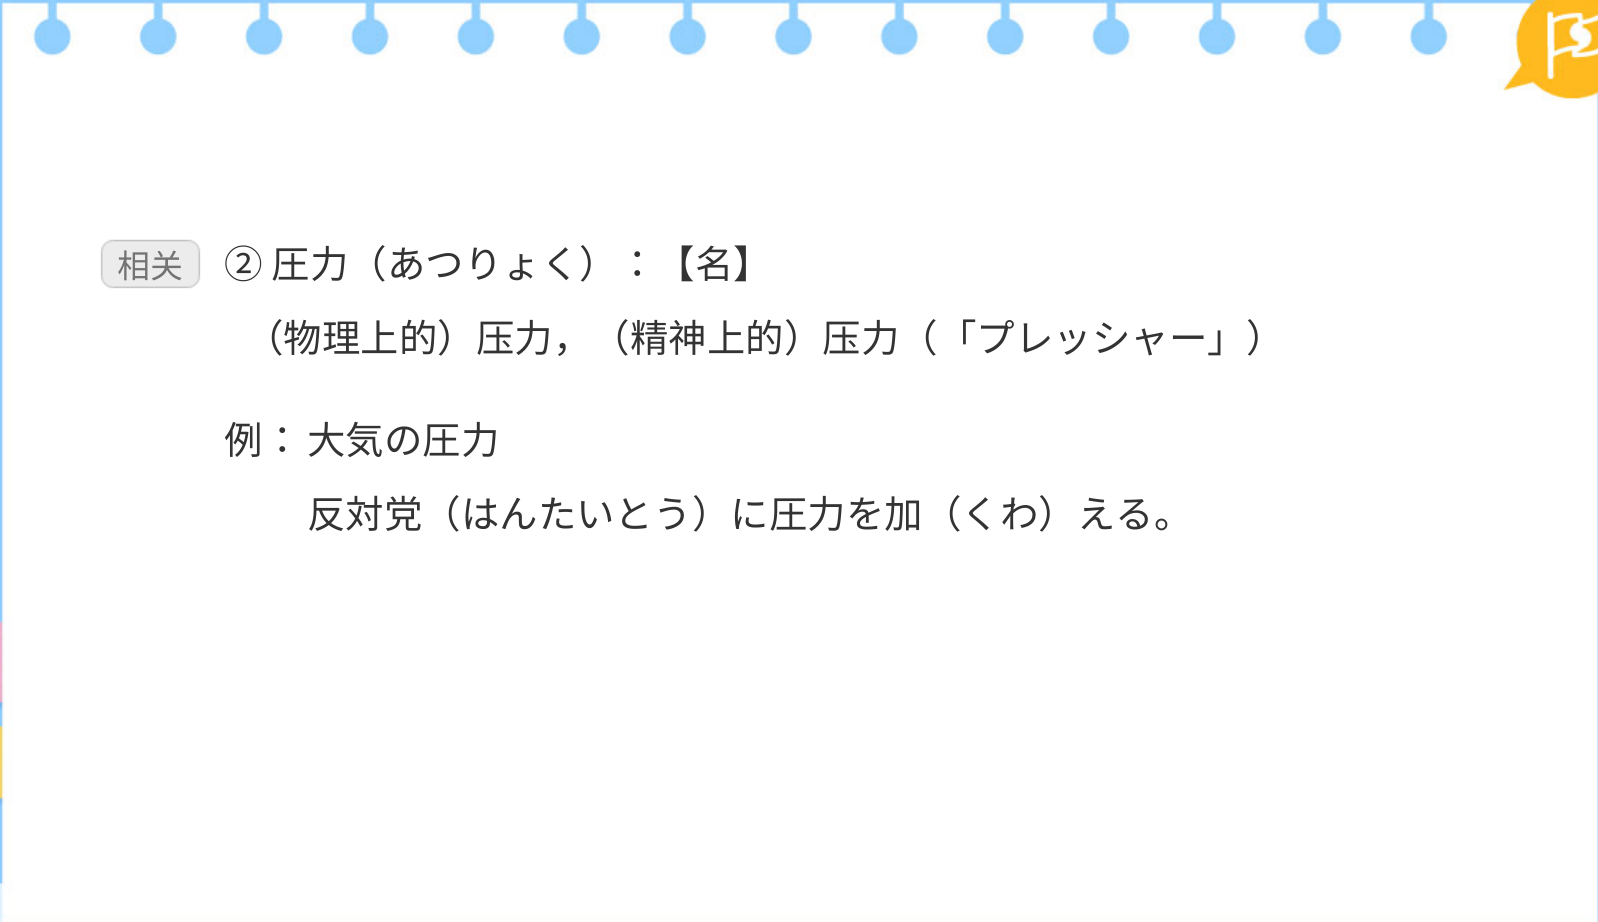 相关 ② 圧力（あつりょく）：【名】
（物理上的）压力，（精神上的）压力（「プレッシャー」）
例：大気の圧力
反対党（はんたいとう）に圧力を加（くわ）える。